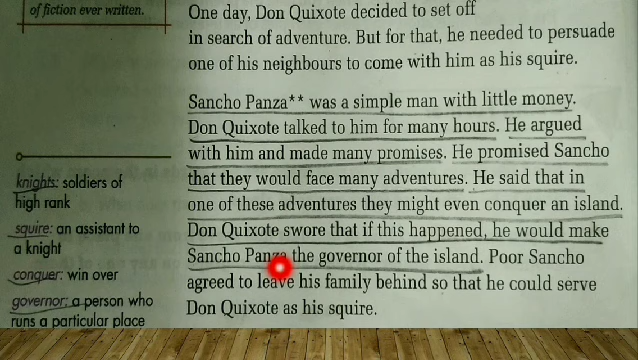 of fiction ever written.
One day, Don Quixote decided to set off
in search of adventure. But for that, he needed to persuade
one of his neighbours to come with him as his squire.
Sancho Panza** was a simple man with little money.
Don Quixote talked to him for many hours. He argued
with him and made many promises. He promised Sancho
that they would face many adventures. He said that in
one of these adventures they might even conquer an island.
Don Quixote swore that if this happened, he would make
Sancho Panza the governor of the island. Poor Sancho
agreed to leave his family behind so that he could serve
Don Quixote as his squire.
knights: soldiers of
high rank
squire: an assistant to
a knight
conquer: win over
governor: a person who
runs a particular place